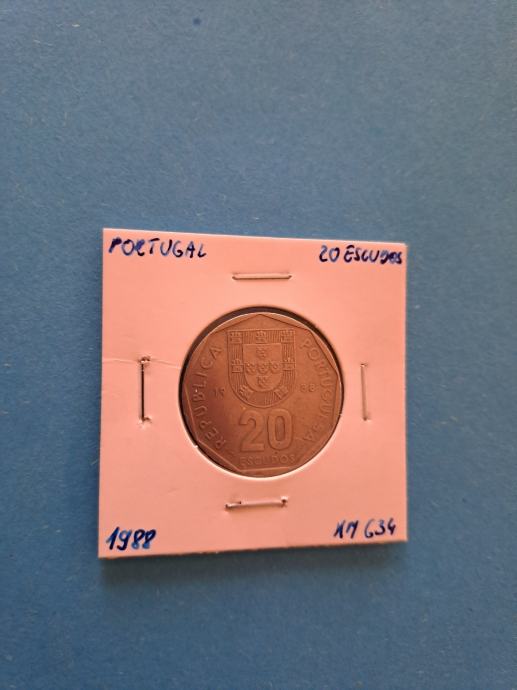 PORTUGAL 20 ESCUDOS
REPUBLICA PORTUGUESA
19 88
20
ESCUDOS
1988 KM 634